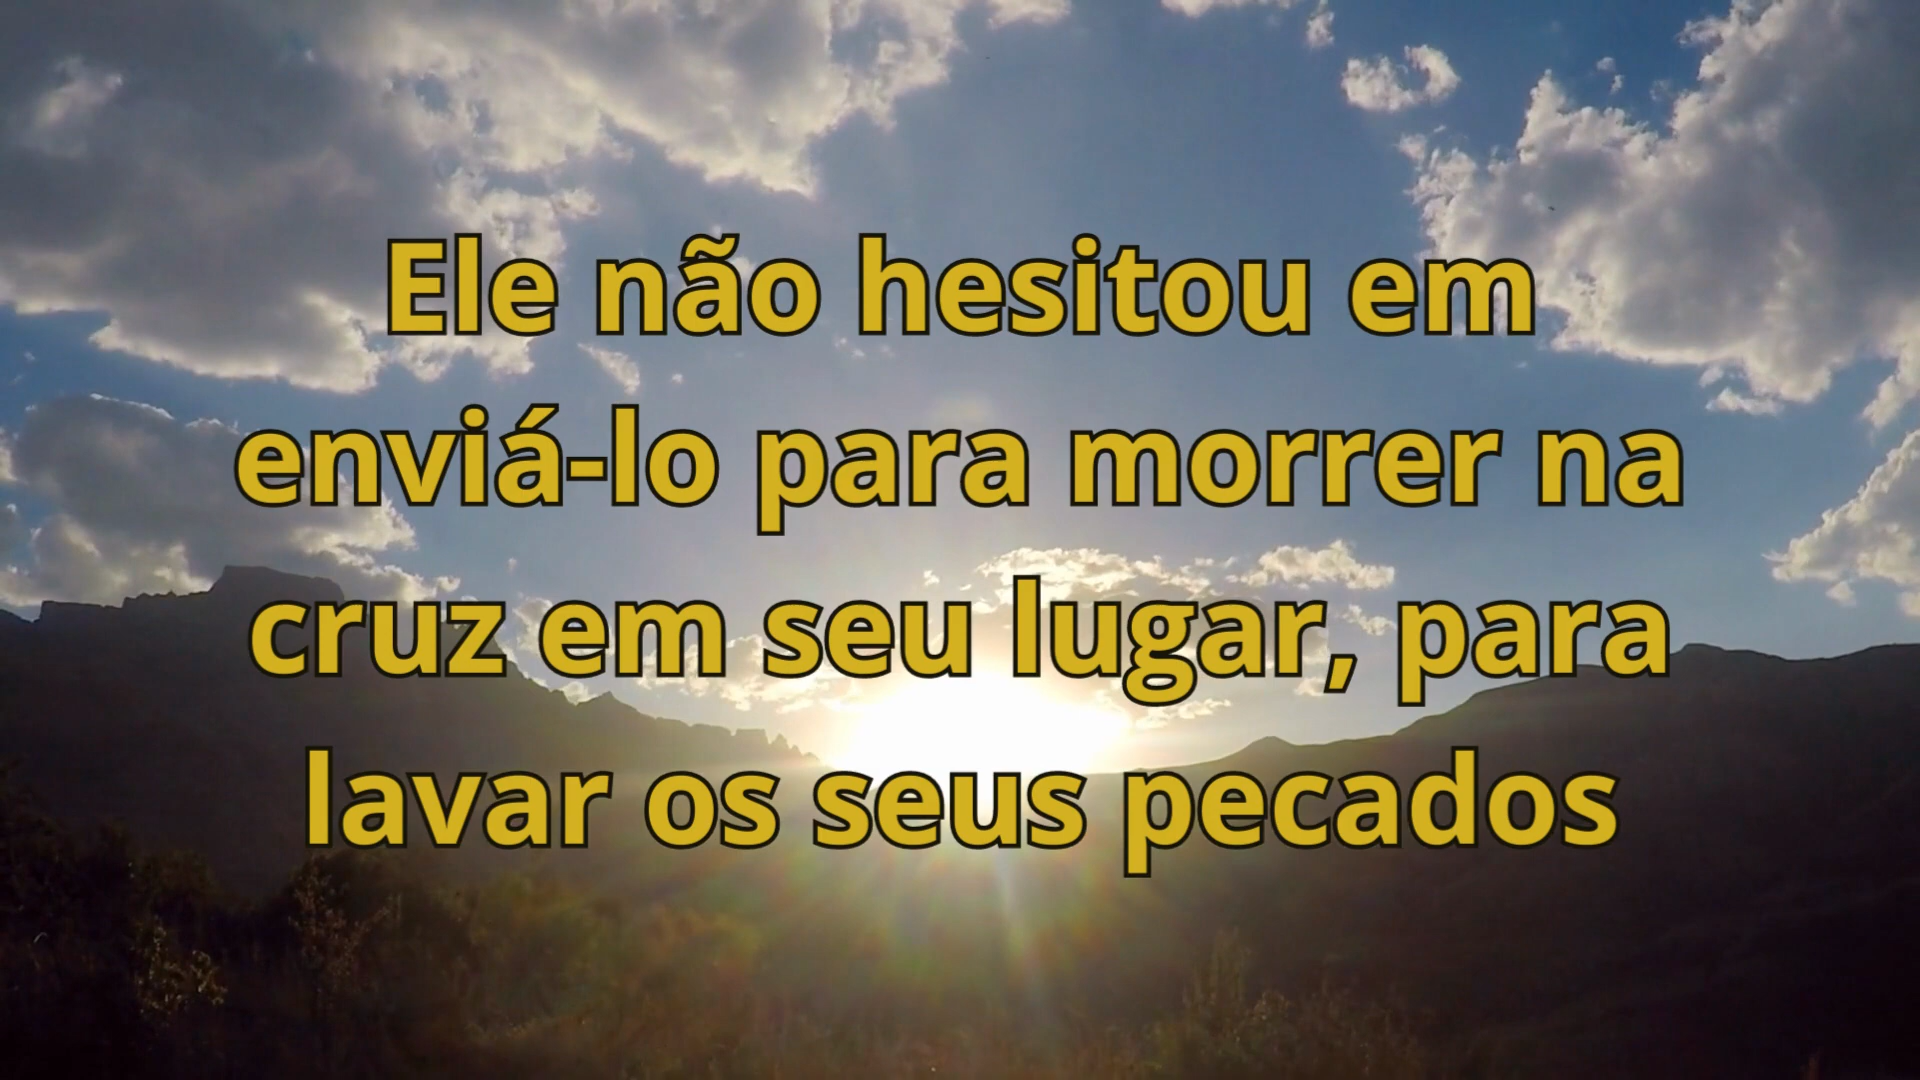 Ele não hesitou em
enviá-lo para morrer na
cruz em seu lugar, para
lavar os seus pecados